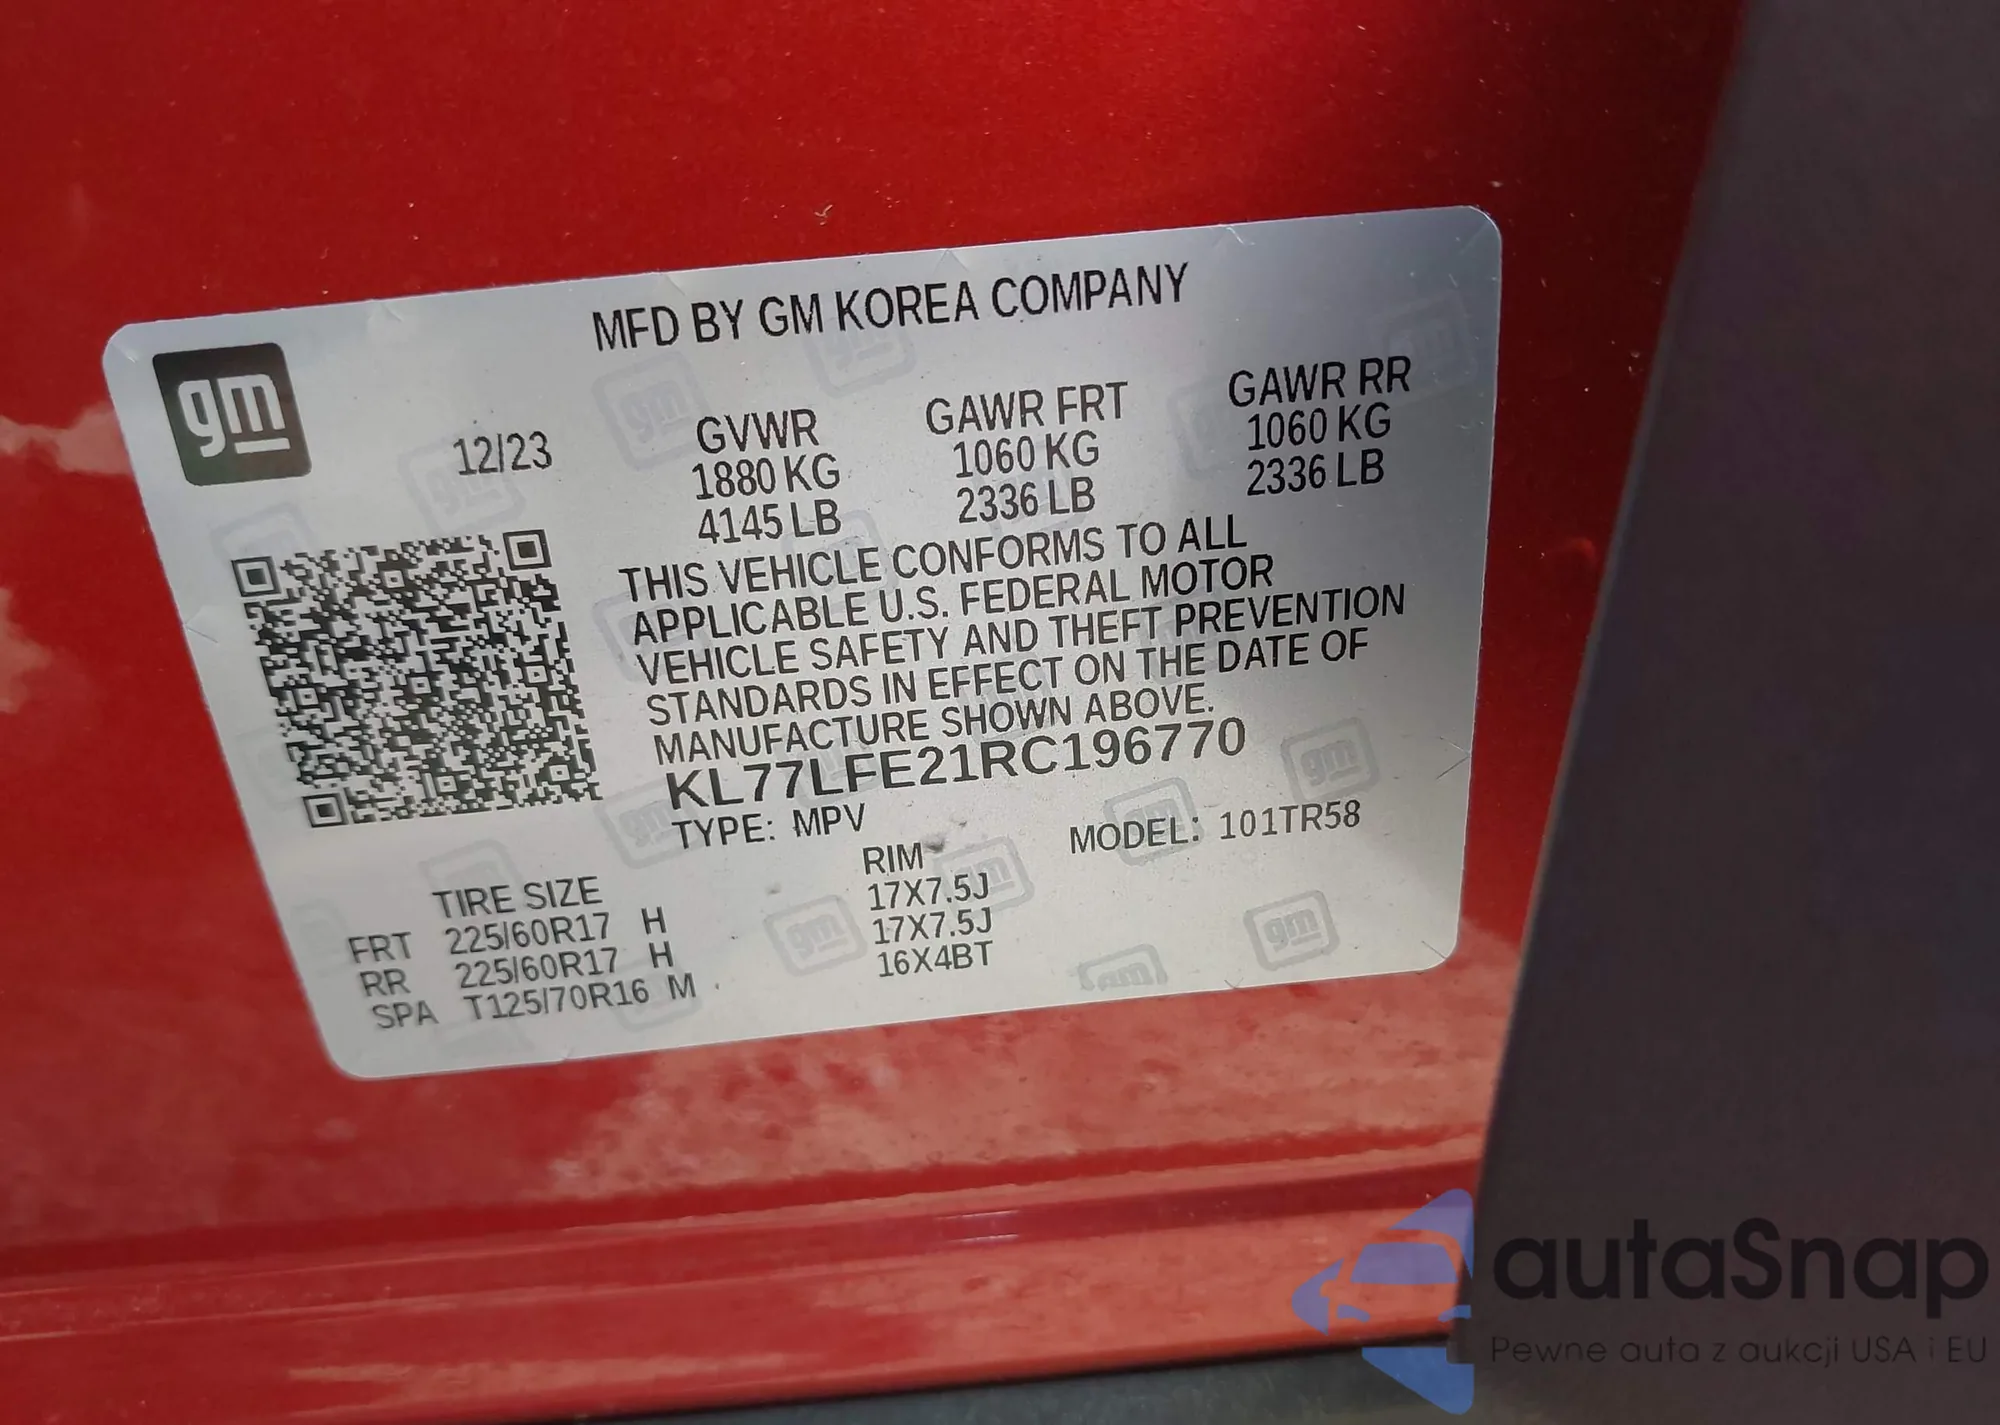 MFD BY GM KOREA COMPANY
gm
12/23
GVWR
1880 KG
4145 LB
GAWR FRT
1060 KG
2336 LB
GAWR RR
1060 KG
2336 LB
THIS VEHICLE CONFORMS TO ALL
APPLICABLE U.S. FEDERAL MOTOR
VEHICLE SAFETY AND THEFT PREVENTION
STANDARDS IN EFFECT ON THE DATE OF
MANUFACTURE SHOWN ABOVE.
KL77LFE21RC196770
TYPE: MPV
MODEL: 101TR58
TIRE SIZE RIM
FRT 225/60R17 H 17X7.5J
RR 225/60R17 H 17X7.5J
SPA T125/70R16 M 16X4BT
autaSnap
Pewne auta z aukcji USA i EU